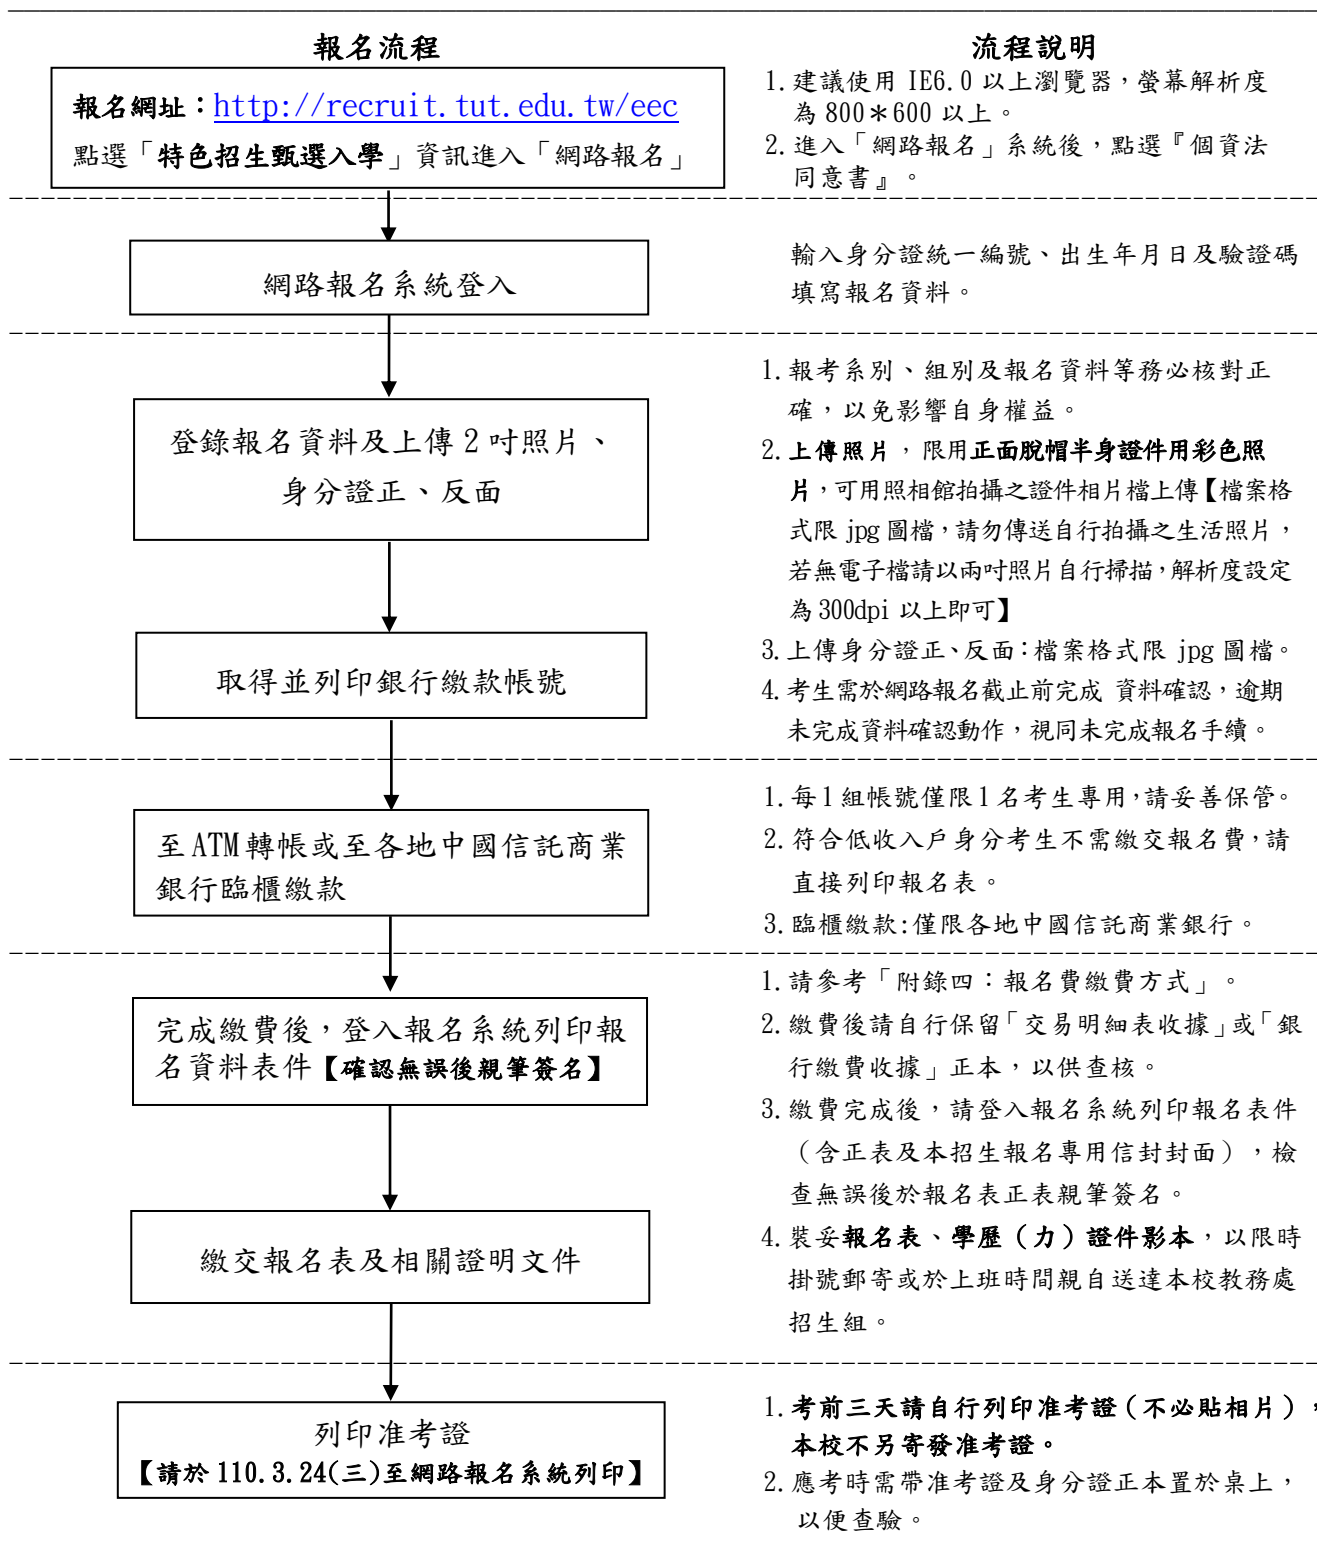 報名流程
流程說明
報名網址：http://recruit.tut.edu.tw/eec
點選「特色招生甄選入學」資訊進入「網路報名」
1.建議使用 IE6.0 以上瀏覽器，螢幕解析度
為 800＊600 以上。
2.進入「網路報名」系統後，點選『個資法
同意書』。
網路報名系統登入
輸入身分證統一編號、出生年月日及驗證碼
填寫報名資料。
登錄報名資料及上傳 2 吋照片、
身分證正、反面
取得並列印銀行繳款帳號
1.報考系別、組別及報名資料等務必核對正
確，以免影響自身權益。
2.上傳照片，限用正面脫帽半身證件用彩色照
片，可用照相館拍攝之證件相片檔上傳【檔案格
式限 jpg 圖檔，請勿傳送自行拍攝之生活照片，
若無電子檔請以兩吋照片自行掃描，解析度設定
為 300dpi 以上即可】
3.上傳身分證正、反面：檔案格式限 jpg 圖檔。
4.考生需於網路報名截止前完成 資料確認，逾期
未完成資料確認動作，視同未完成報名手續。
至 ATM 轉帳或至各地中國信託商業
銀行臨櫃繳款
1.每 1 組帳號僅限 1 名考生專用，請妥善保管。
2.符合低收入戶身分考生不需繳交報名費，請
直接列印報名表。
3.臨櫃繳款:僅限各地中國信託商業銀行。
完成繳費後，登入報名系統列印報
名資料表件【確認無誤後親筆簽名】
繳交報名表及相關證明文件
1.請參考「附錄四：報名費繳費方式」。
2.繳費後請自行保留「交易明細表收據」或「銀
行繳費收據」正本，以供查核。
3.繳費完成後，請登入報名系統列印報名表件
（含正表及本招生報名專用信封封面），檢
查無誤後於報名表正表親筆簽名。
4.裝妥報名表、學歷（力）證件影本，以限時
掛號郵寄或於上班時間親自送達本校教務處
招生組。
列印准考證
【請於 110.3.24(三)至網路報名系統列印】
1.考前三天請自行列印准考證（不必貼相片），
本校不另寄發准考證。
2.應考時需帶准考證及身分證正本置於桌上，
以便查驗。